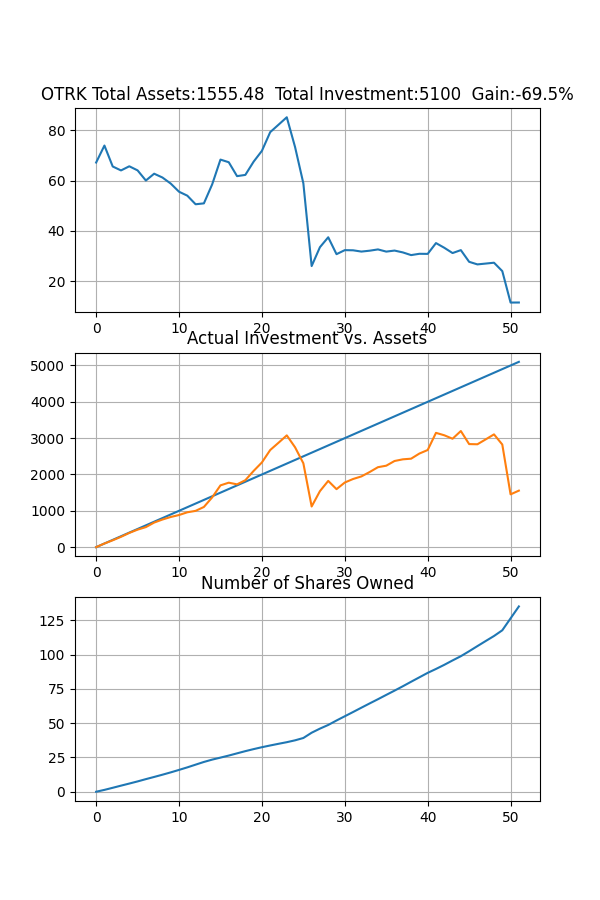 OTRK Total Assets:1555.48  Total Investment:5100  Gain:-69.5%
80
60
40
20
0 10 20 30 40 50
Actual Investment vs. Assets
5000
4000
3000
2000
1000
0
0 10 20 30 40 50
Number of Shares Owned
125
100
75
50
25
0
0 10 20 30 40 50